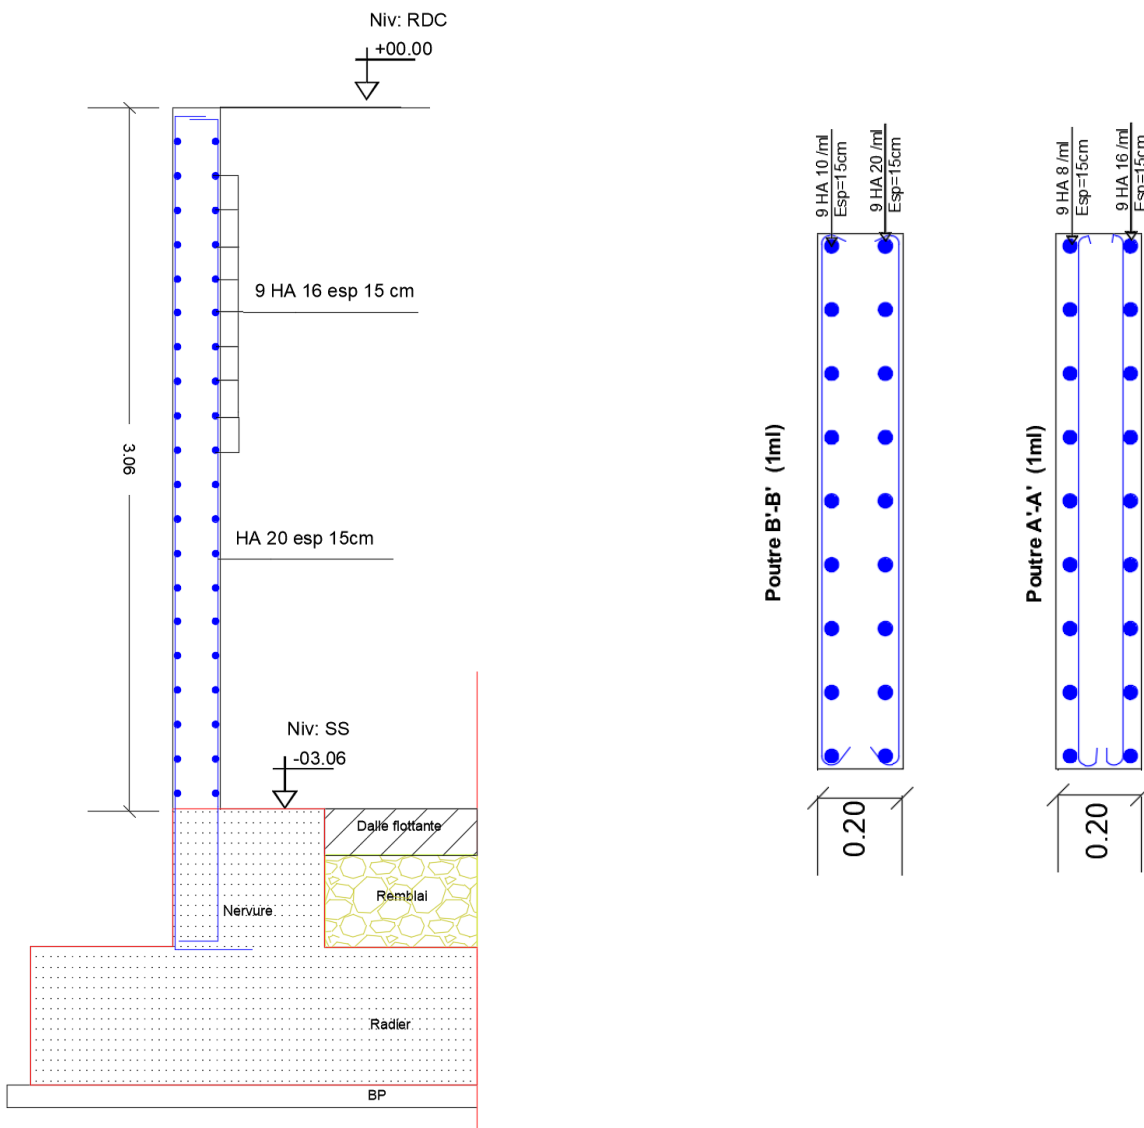 Niv: RDC
+00.00
9 HA 16 esp 15 cm
3.06
HA 20 esp 15cm
Niv: SS
-03.06
Dalle flottante
Remblai
Nervure
Radier
BP
Poutre B'-B' (1ml)
9 HA 10 /ml
Esp=15cm
9 HA 20 /ml
Esp=15cm
0.20
Poutre A'-A' (1ml)
9 HA 8 /ml
Esp=15cm
9 HA 16 /ml
Esp=15cm
0.20